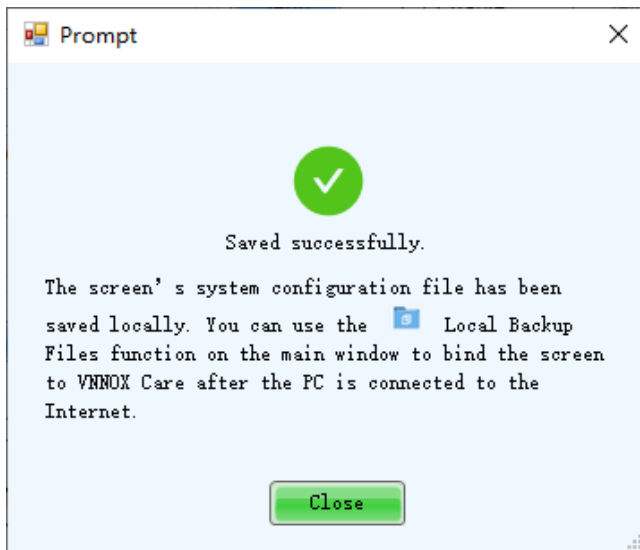 Prompt
Saved successfully.
The screen’s system configuration file has been
saved locally. You can use the Local Backup
Files function on the main window to bind the screen
to VNNOX Care after the PC is connected to the
Internet.
Close